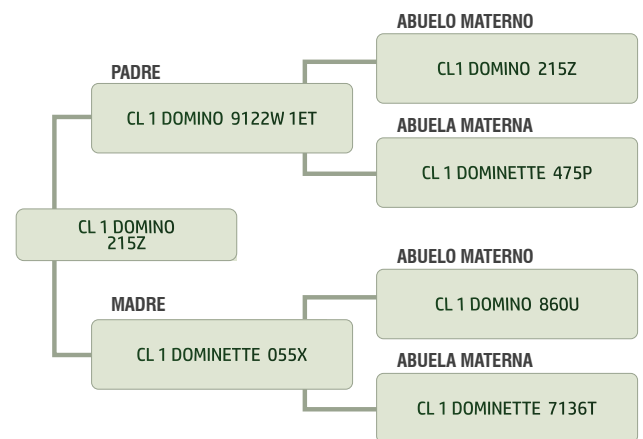 ABUELO MATERNO
CL1 DOMINO 215Z
PADRE
CL 1 DOMINO 9122W 1ET
ABUELA MATERNA
CL 1 DOMINETTE 475P
CL 1 DOMINO
215Z
ABUELO MATERNO
CL 1 DOMINO 860U
MADRE
CL 1 DOMINETTE 055X
ABUELA MATERNA
CL 1 DOMINETTE 7136T